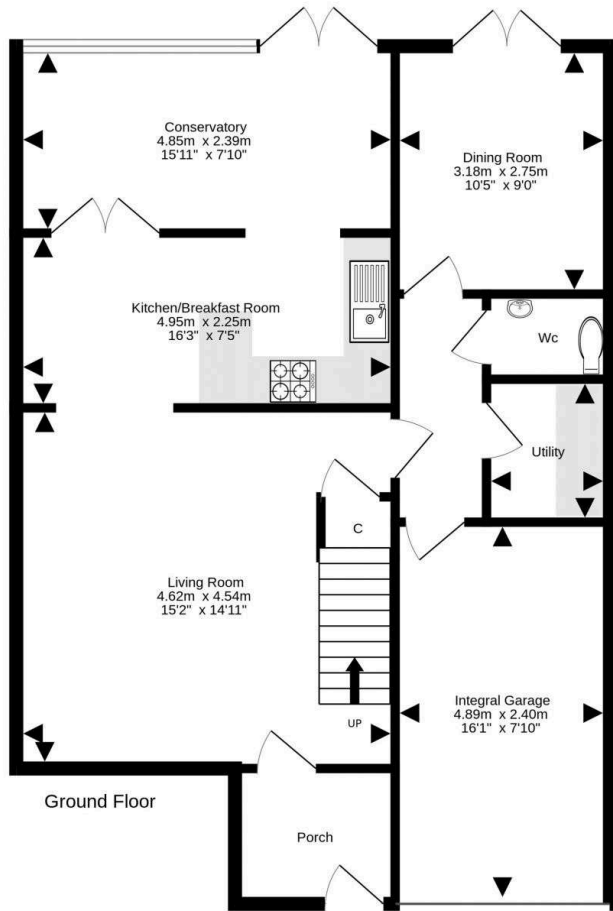 Conservatory
4.85m x 2.39m
15'11" x 7'10"
Dining Room
3.18m x 2.75m
10'5" x 9'0"
Kitchen/Breakfast Room
4.95m x 2.25m
16'3" x 7'5"
Wc
Utility
C
Living Room
4.62m x 4.54m
15'2" x 14'11"
UP
Integral Garage
4.89m x 2.40m
16'1" x 7'10"
Ground Floor
Porch